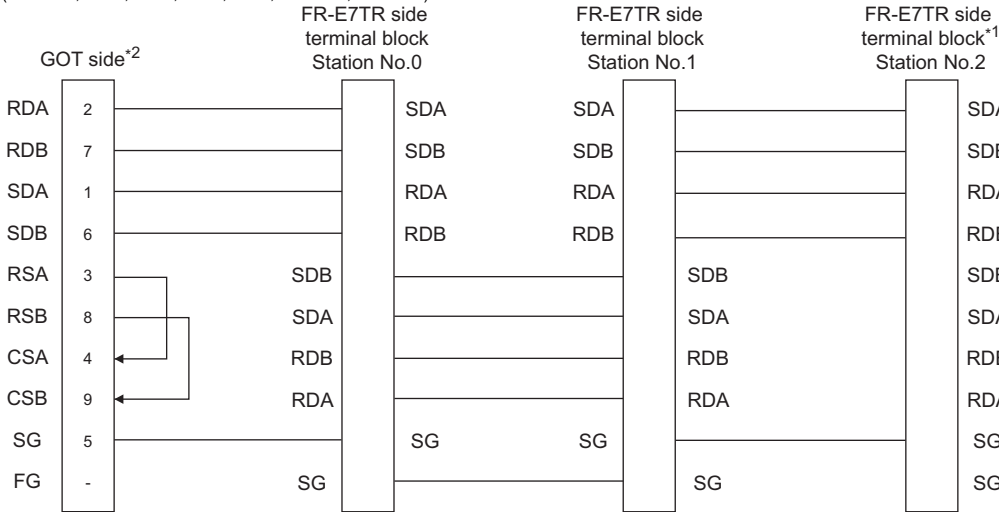 FR-E7TR side terminal block Station No.0
FR-E7TR side terminal block Station No.1
FR-E7TR side terminal block*1 Station No.2
GOT side*2
RDA 2 SDA SDA
RDB 7 SDB SDB
SDA 1 RDA RDA
SDB 6 RDB RDB
RSA 3 SDB SDB
RSB 8 SDA SDA
CSA 4 RDB RDB
CSB 9 RDA RDA
SG 5 SG SG SG
FG - SG SG SG